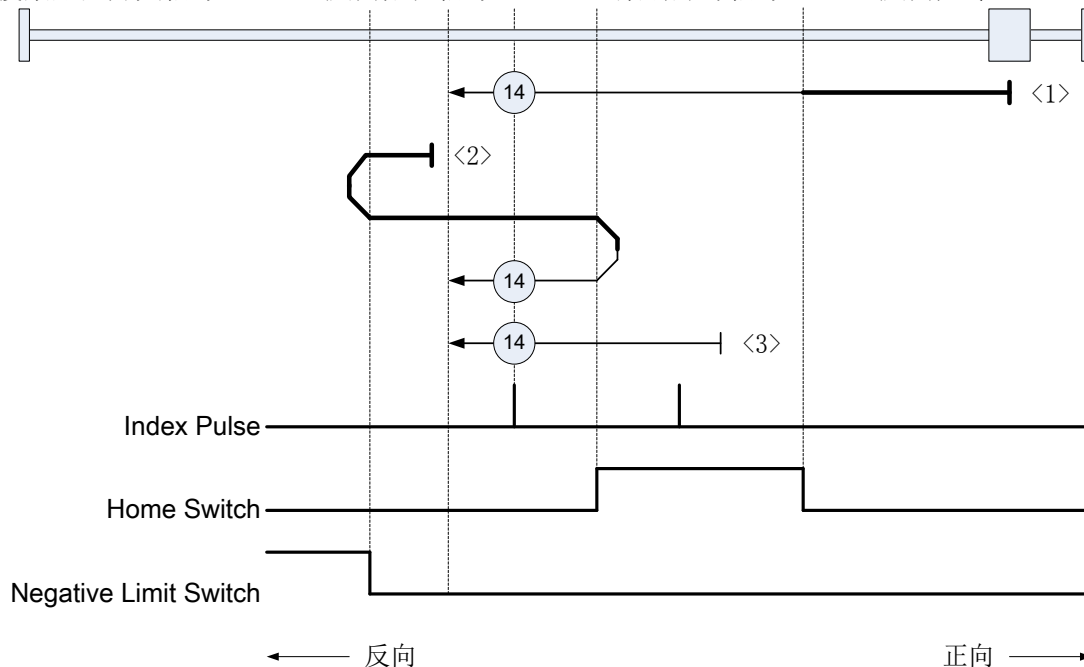 14
<1>
<2>
14
14
<3>
Index Pulse
Home Switch
Negative Limit Switch
反向
正向